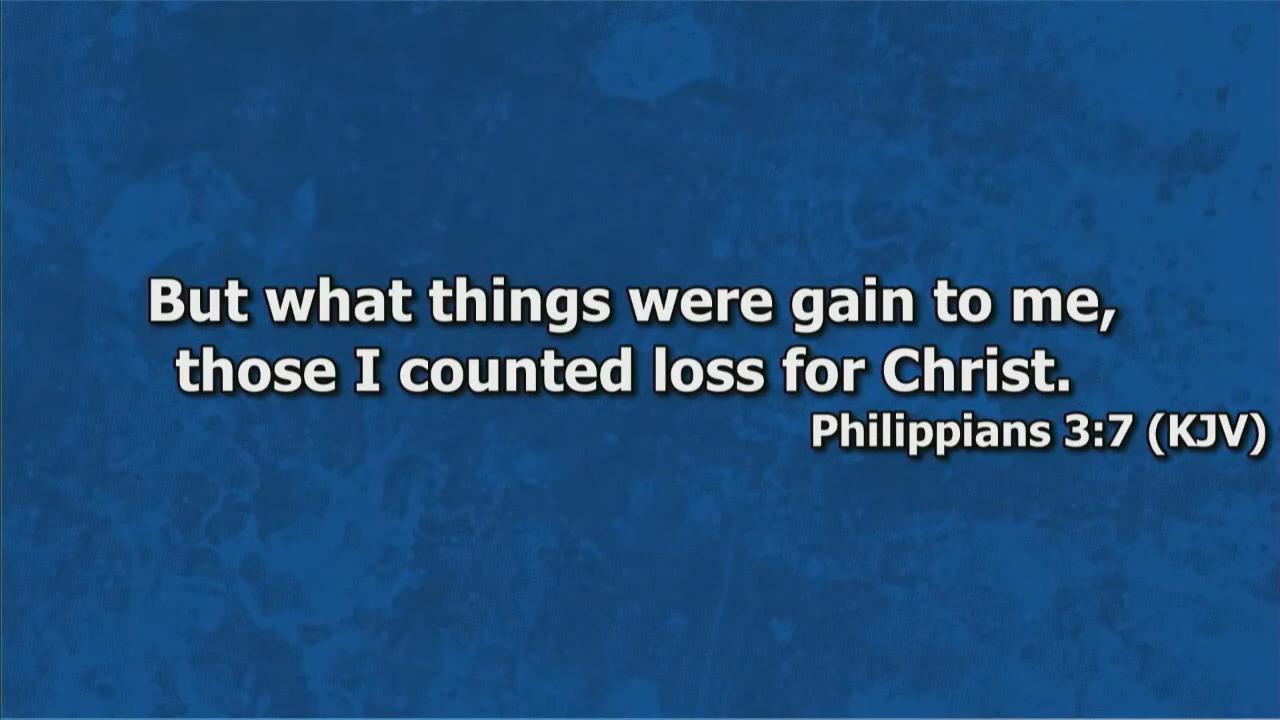 But what things were gain to me,
those I counted loss for Christ.
Philippians 3:7 (KJV)